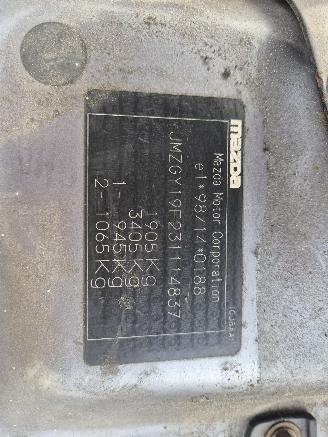 mazda
Mazda Motor Corporation
e1*98/14*0188
JMZGY19F231114837
1905Kg
3405Kg
1- 945Kg
2- 1065Kg